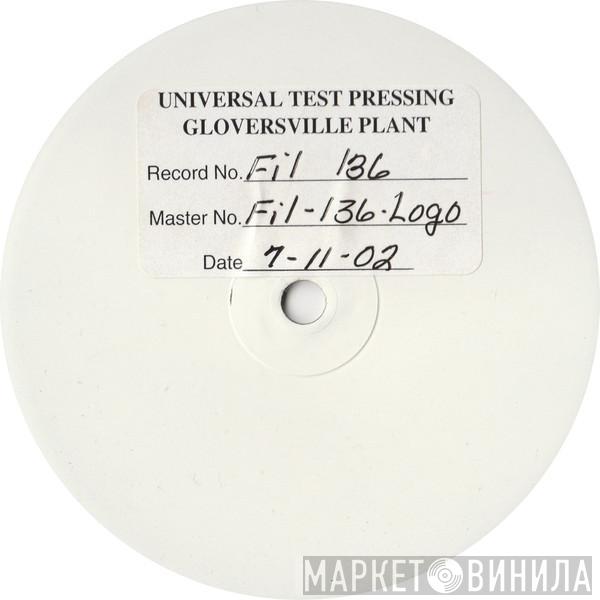 UNIVERSAL TEST PRESSING
GLOVERSVILLE PLANT
Record No. Fil 136
Master No. Fil-136-Logo
Date 7-11-02
МАРКЕТ ВИНИЛА